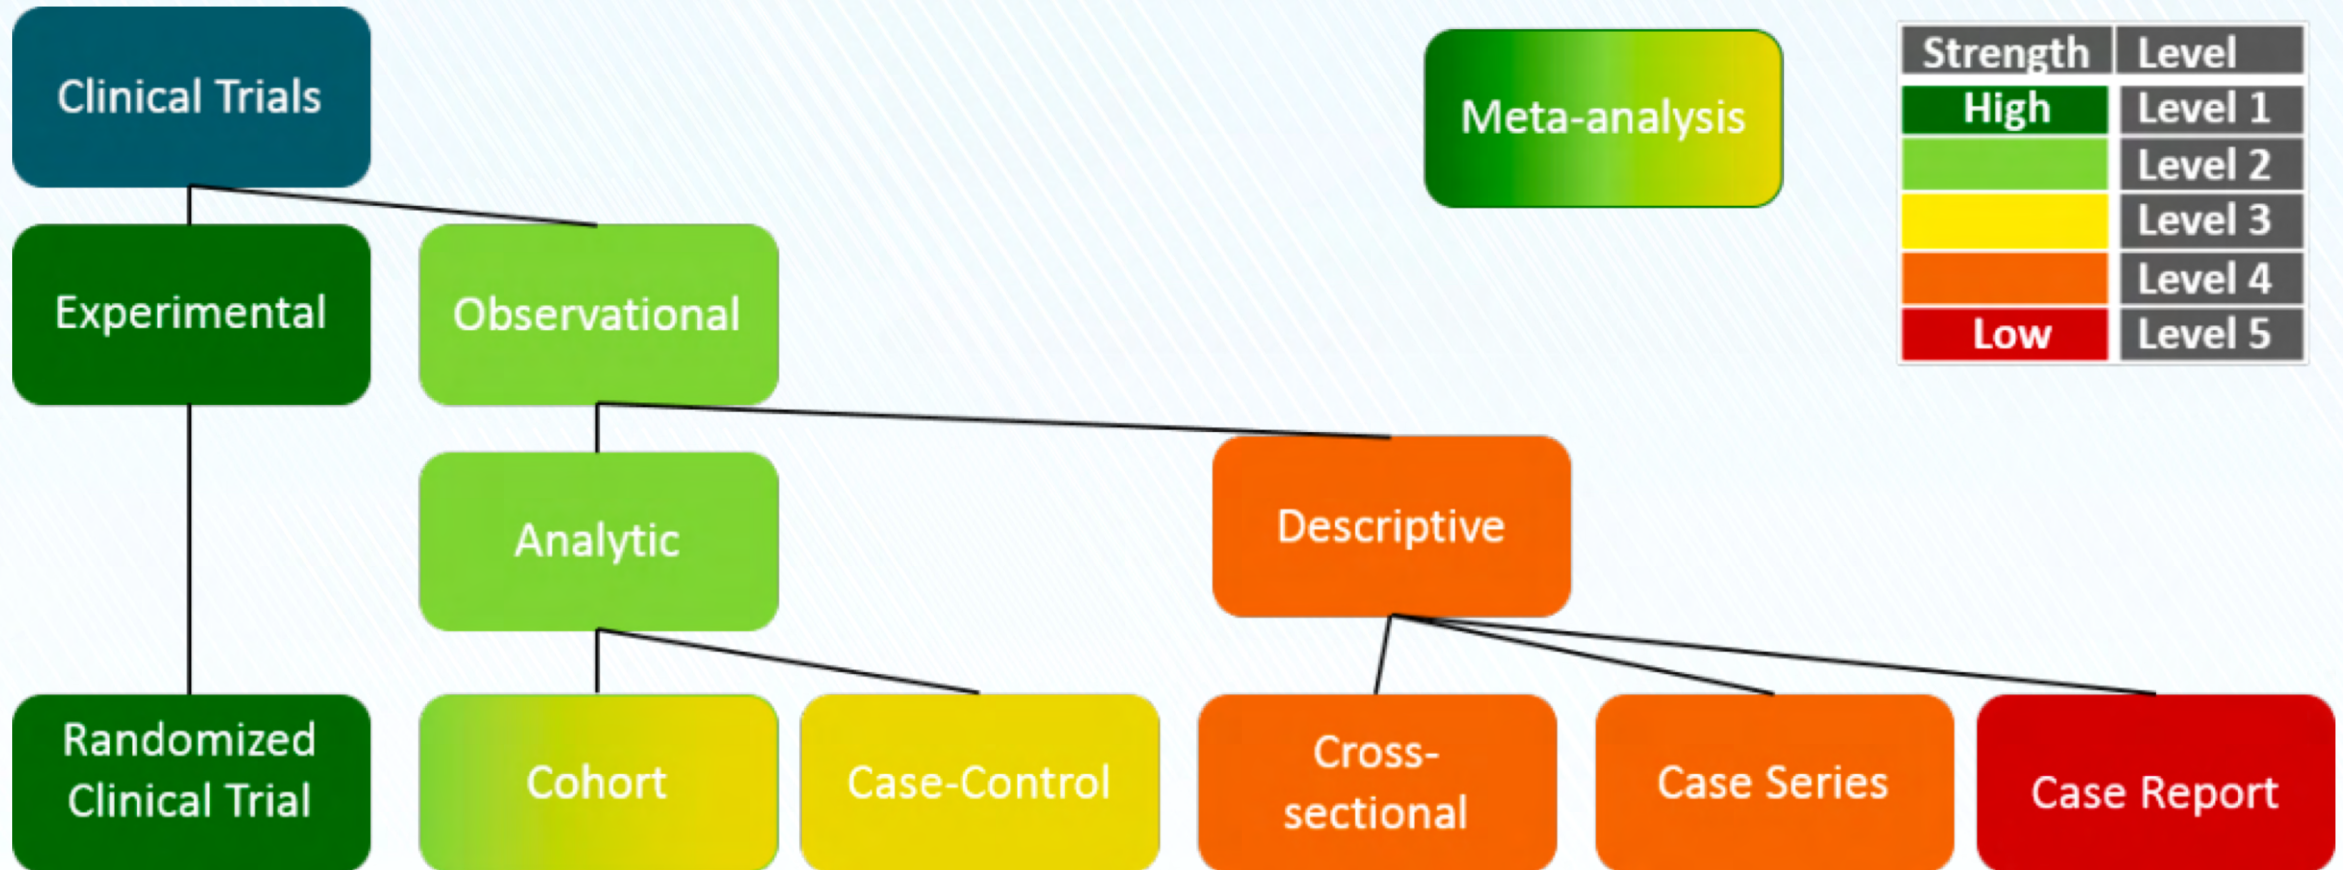 Clinical Trials
Meta-analysis
Strength Level
High Level 1
Level 2
Level 3
Level 4
Low Level 5
Experimental
Observational
Analytic
Descriptive
Randomized
Clinical Trial
Cohort
Case-Control
Cross-
sectional
Case Series
Case Report